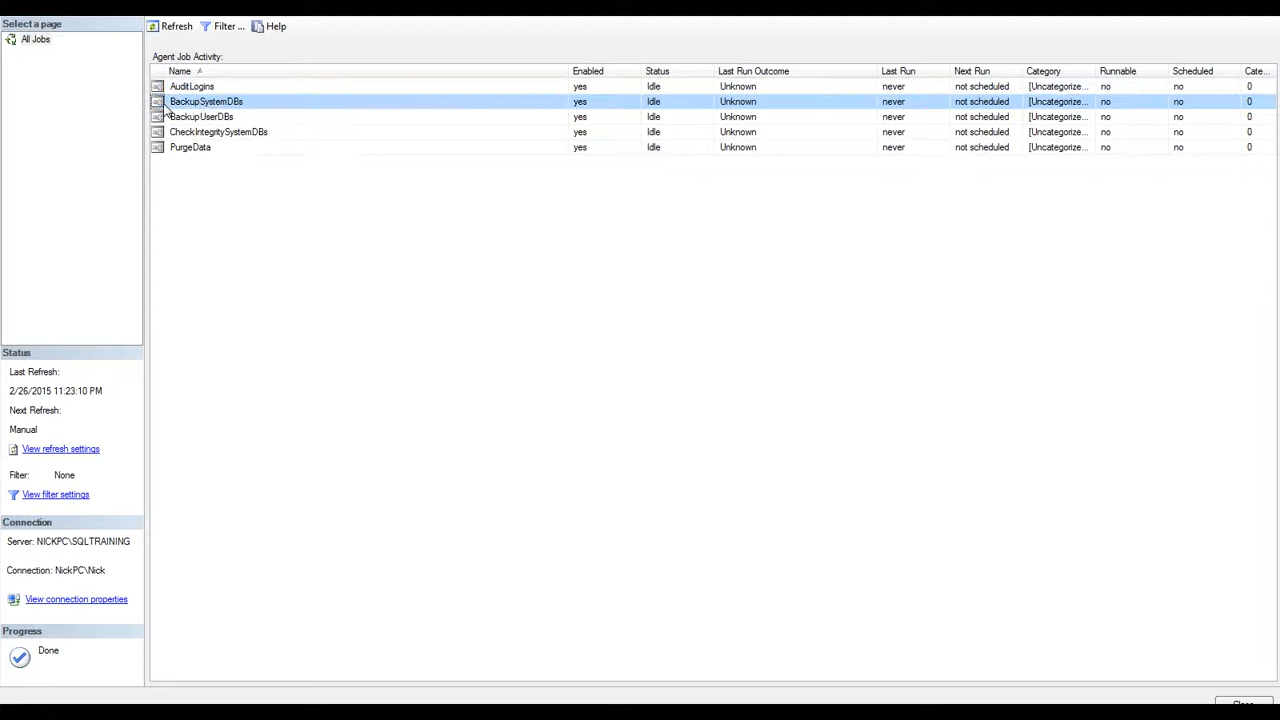 Select a page
All Jobs
Refresh Filter ... Help
Agent Job Activity:
Name Enabled Status Last Run Outcome Last Run Next Run Category Runnable Scheduled Cate...
AuditLogins yes Idle Unknown never not scheduled [Uncategorize... no no 0
BackupSystemDBs yes Idle Unknown never not scheduled [Uncategorize... no no 0
BackupUserDBs yes Idle Unknown never not scheduled [Uncategorize... no no 0
CheckIntegritySystemDBs yes Idle Unknown never not scheduled [Uncategorize... no no 0
PurgeData yes Idle Unknown never not scheduled [Uncategorize... no no 0
Status
Last Refresh:
2/26/2015 11:23:10 PM
Next Refresh:
Manual
View refresh settings
Filter: None
View filter settings
Connection
Server: NICKPC\SQLTRAINING
Connection: NickPC\Nick
View connection properties
Progress
Done
Close